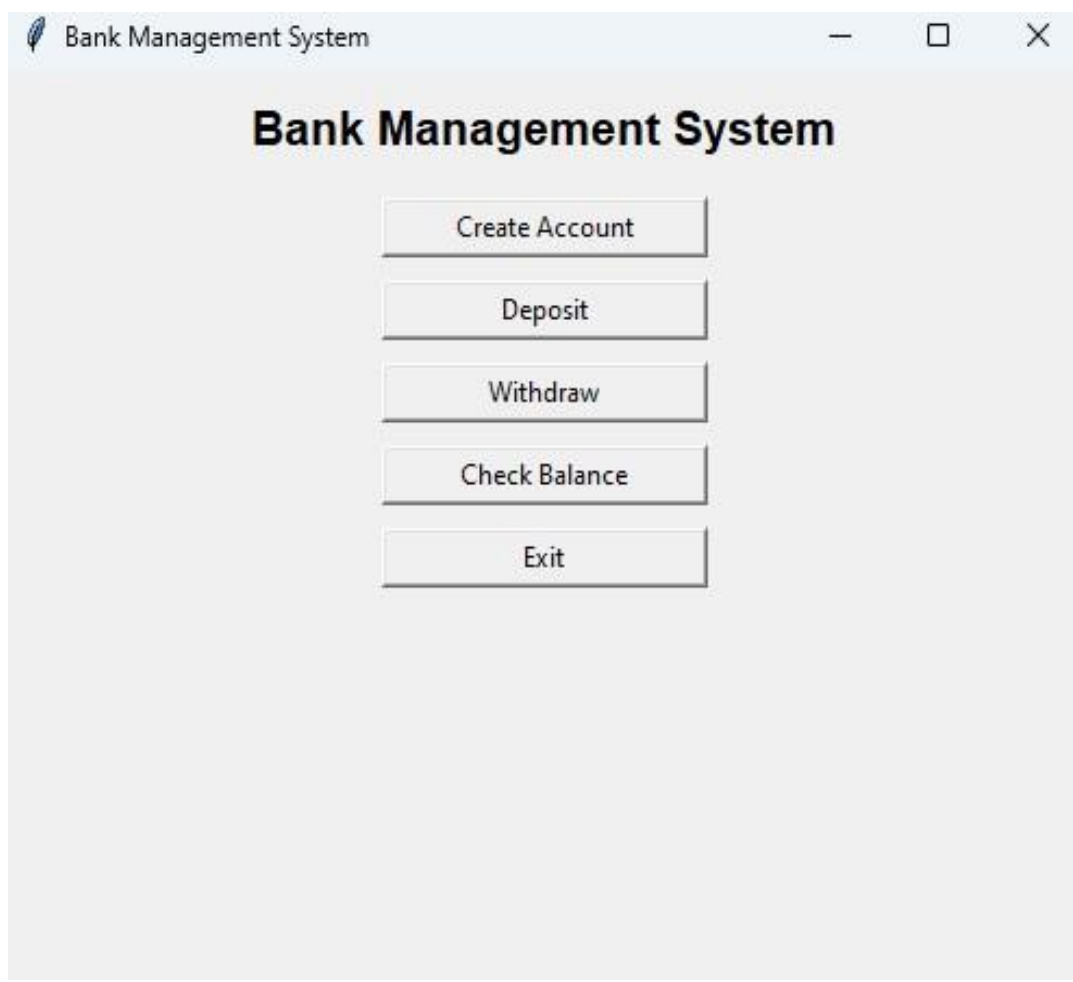 Bank Management System
Bank Management System
Create Account
Deposit
Withdraw
Check Balance
Exit